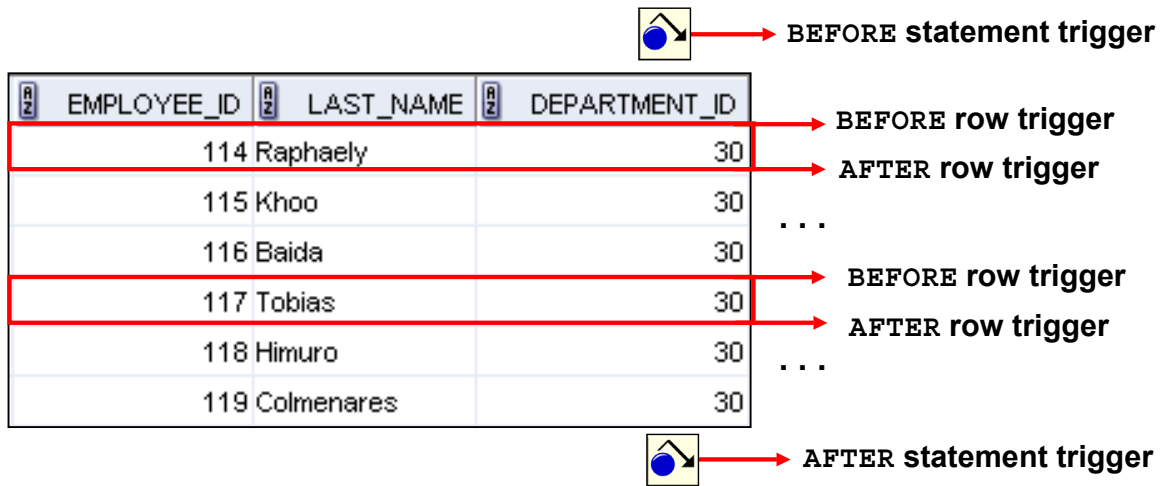 BEFORE statement trigger
EMPLOYEE_ID LAST_NAME DEPARTMENT_ID
BEFORE row trigger
114 Raphaely 30
AFTER row trigger
115 Khoo 30
. . .
116 Baida 30
BEFORE row trigger
117 Tobias 30
AFTER row trigger
118 Himuro 30
. . .
119 Colmenares 30
AFTER statement trigger